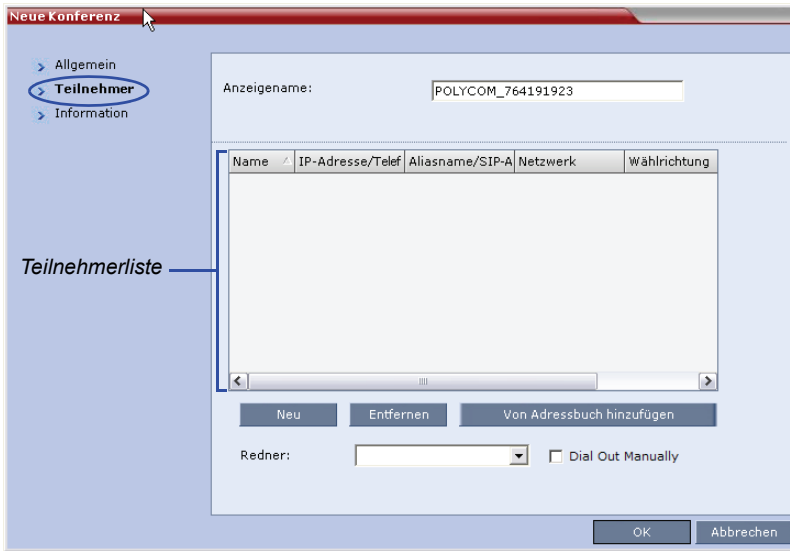 Neue Konferenz
Allgemein
Teilnehmer
Information
Anzeigename:
POLYCOM_764191923
Name IP-Adresse/Telef Aliasname/SIP-A Netzwerk Wählrichtung
Teilnehmerliste
Neu Entfernen Von Adressbuch hinzufügen
Redner: Dial Out Manually
OK Abbrechen